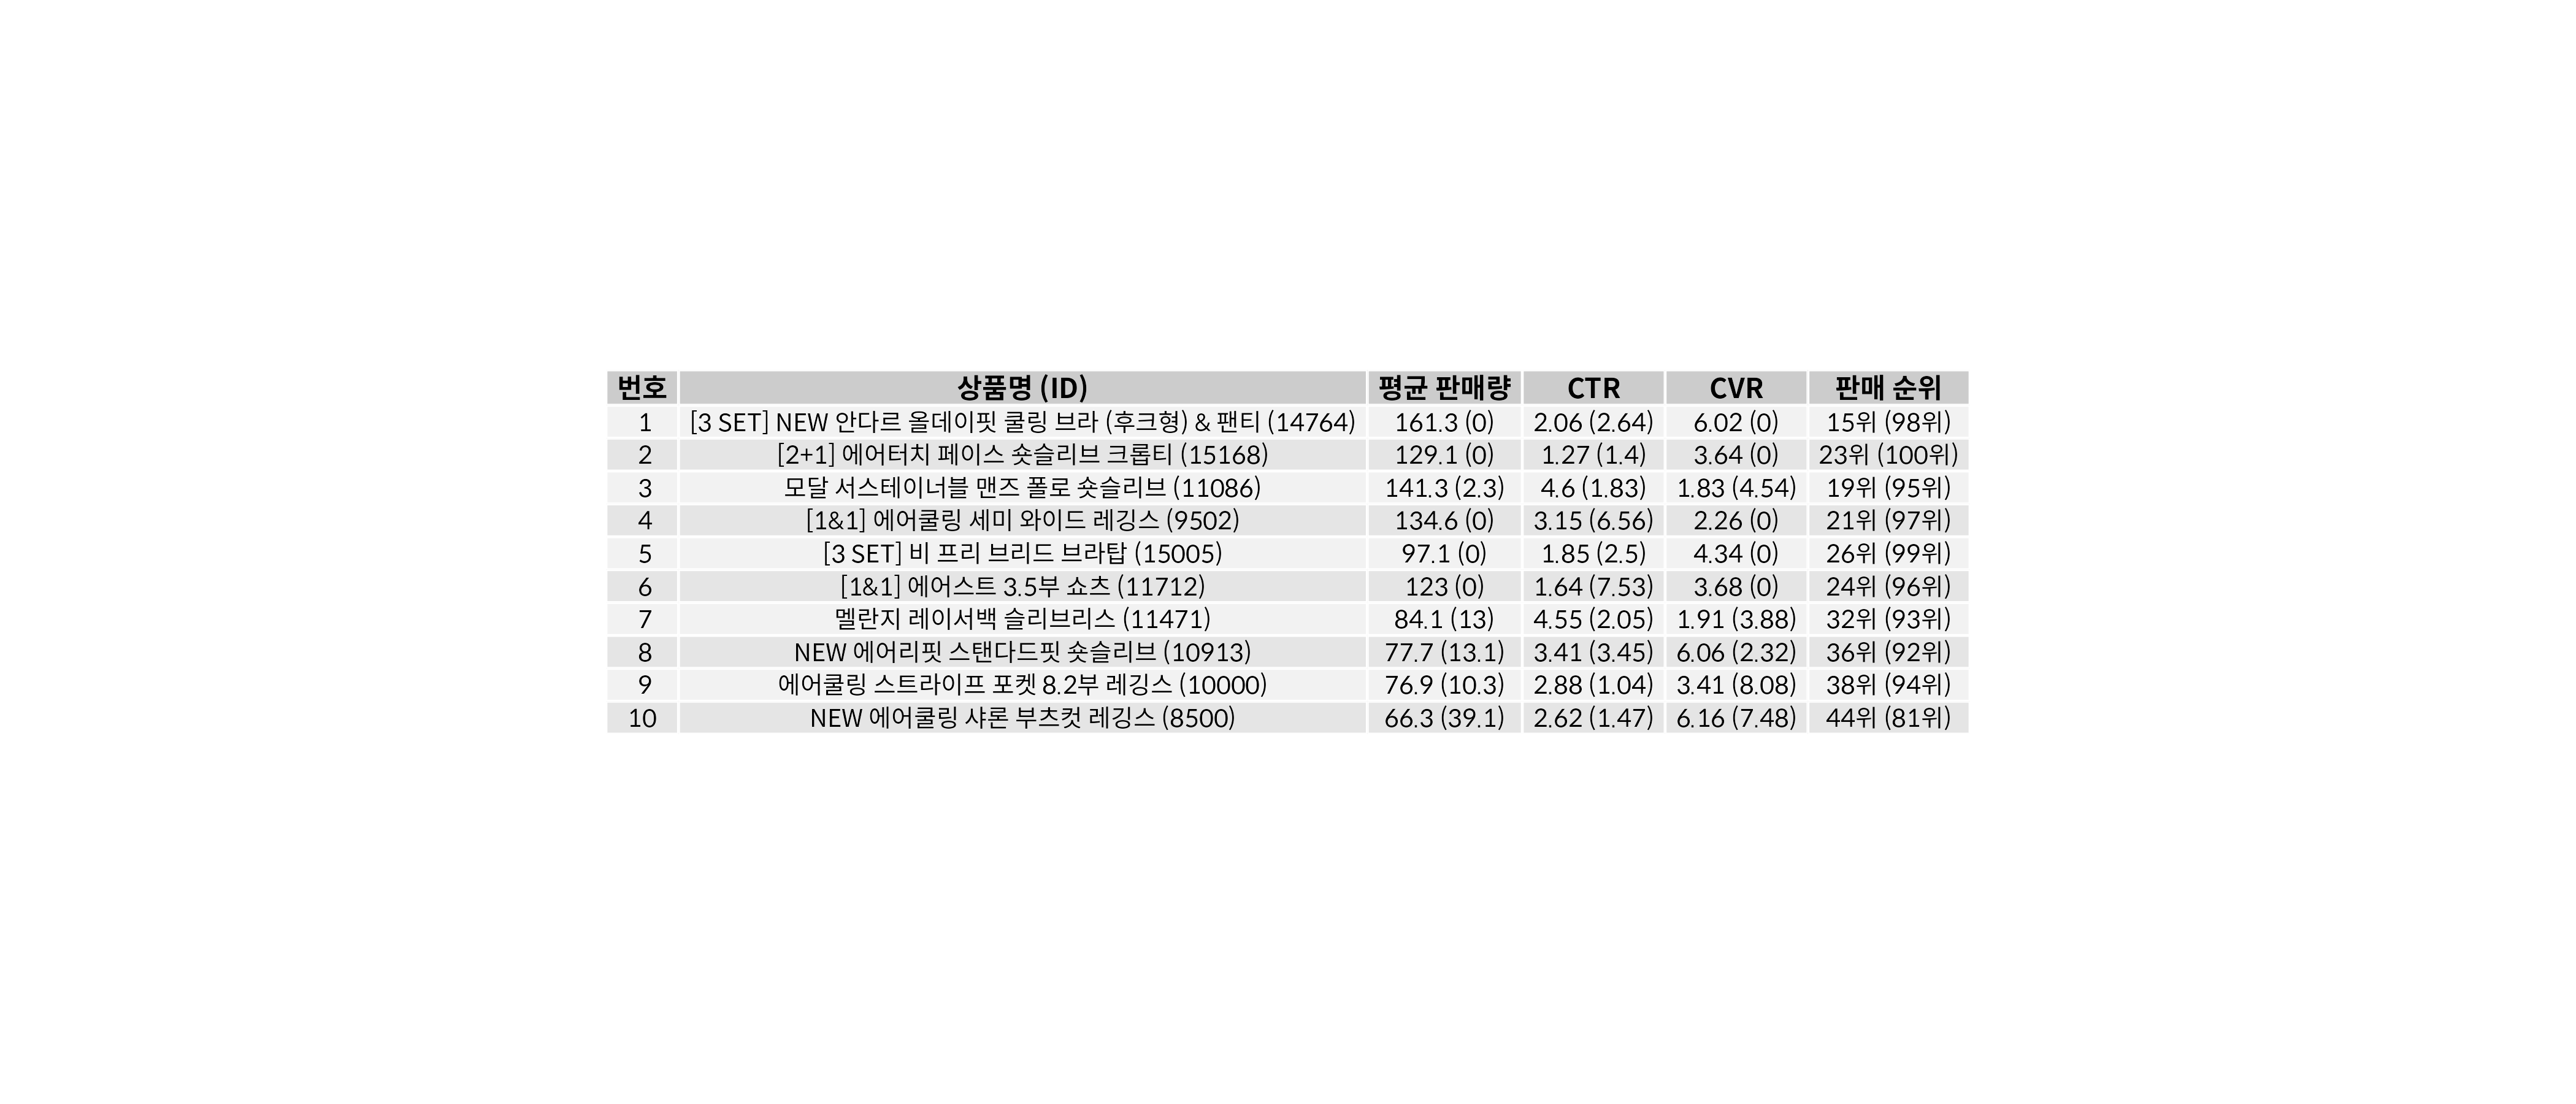 번호 상품명 (ID) 평균 판매량 CTR CVR 판매 순위
1 [3 SET] NEW 안다르 올데이핏 쿨링 브라 (후크형) & 팬티 (14764) 161.3 (0) 2.06 (2.64) 6.02 (0) 15위 (98위)
2 [2+1] 에어터치 페이스 숏슬리브 크롭티 (15168) 129.1 (0) 1.27 (1.4) 3.64 (0) 23위 (100위)
3 모달 서스테이너블 맨즈 폴로 숏슬리브 (11086) 141.3 (2.3) 4.6 (1.83) 1.83 (4.54) 19위 (95위)
4 [1&1] 에어쿨링 세미 와이드 레깅스 (9502) 134.6 (0) 3.15 (6.56) 2.26 (0) 21위 (97위)
5 [3 SET] 비 프리 브리드 브라탑 (15005) 97.1 (0) 1.85 (2.5) 4.34 (0) 26위 (99위)
6 [1&1] 에어스트 3.5부 쇼츠 (11712) 123 (0) 1.64 (7.53) 3.68 (0) 24위 (96위)
7 멜란지 레이서백 슬리브리스 (11471) 84.1 (13) 4.55 (2.05) 1.91 (3.88) 32위 (93위)
8 NEW 에어리핏 스탠다드핏 숏슬리브 (10913) 77.7 (13.1) 3.41 (3.45) 6.06 (2.32) 36위 (92위)
9 에어쿨링 스트라이프 포켓 8.2부 레깅스 (10000) 76.9 (10.3) 2.88 (1.04) 3.41 (8.08) 38위 (94위)
10 NEW 에어쿨링 샤론 부츠컷 레깅스 (8500) 66.3 (39.1) 2.62 (1.47) 6.16 (7.48) 44위 (81위)